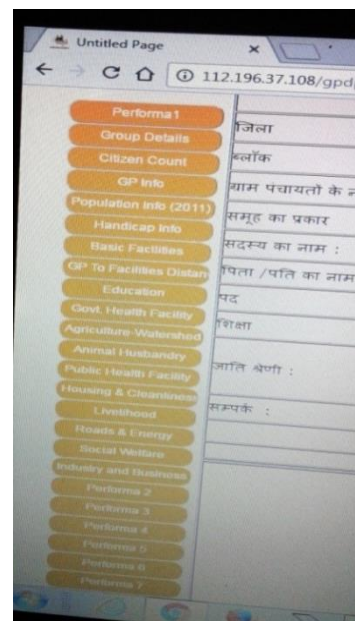 Untitled Page
112.196.37.108/gpd
Performa1
Group Details
Citizen Count
GP Info
Population Info (2011)
Handicap Info
Basic Facilities
GP To Facilities Distan
Education
Govt. Health Facility
Agriculture-Watershed
Animal Husbandry
Public Health Facility
Housing & Cleanliness
Livelihood
Roads & Energy
Social Welfare
Industry and Business
Performa 2
Performa 3
Performa 4
Performa 5
Performa 6
Performa 7
जिला
ब्लॉक
ग्राम पंचायतो के
समूह का प्रकार
सदस्य का नाम :
पिता /पति का नाम
पद
शिक्षा
जाति श्रेणी :
सम्पर्क :